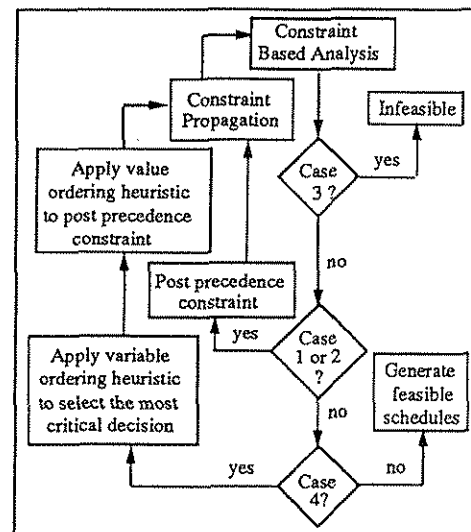 Constraint
Based Analysis
Constraint
Propagation
Infeasible
Apply value
ordering heuristic
to post precedence
constraint
Case
3 ?
yes
no
Post precedence
constraint
yes
Case
1 or 2
?
Apply variable
ordering heuristic
to select the most
critical decision
Generate
feasible
schedules
no
yes
Case
4?
no